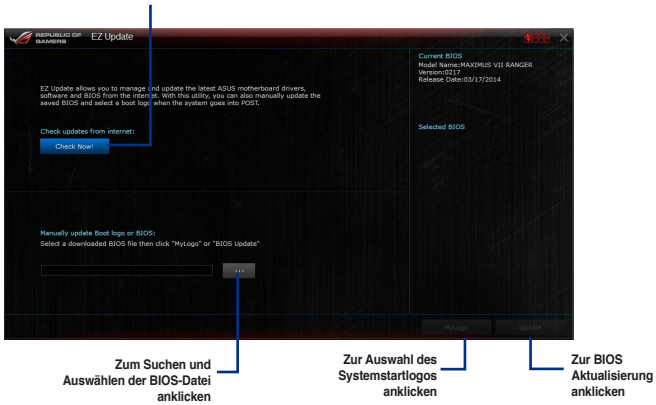 REPUBLIC OF
GAMERS
EZ Update
Current BIOS
Model Name:MAXIMUS VII RANGER
Version:0217
Release Date:03/17/2014
EZ Update allows you to manage and update the latest ASUS motherboard drivers,
software and BIOS from the internet. With this utility, you can also manually update the
saved BIOS and select a boot logo when the system goes into POST.
Check updates from internet:
Selected BIOS
Check Now!
Manually update Boot logo or BIOS:
Select a downloaded BIOS file then click "MyLogo" or "BIOS Update"
...
MyLogo
Update
Zum Suchen und
Auswählen der BIOS-Datei
anklicken
Zur Auswahl des
Systemstartlogos
anklicken
Zur BIOS
Aktualisierung
anklicken